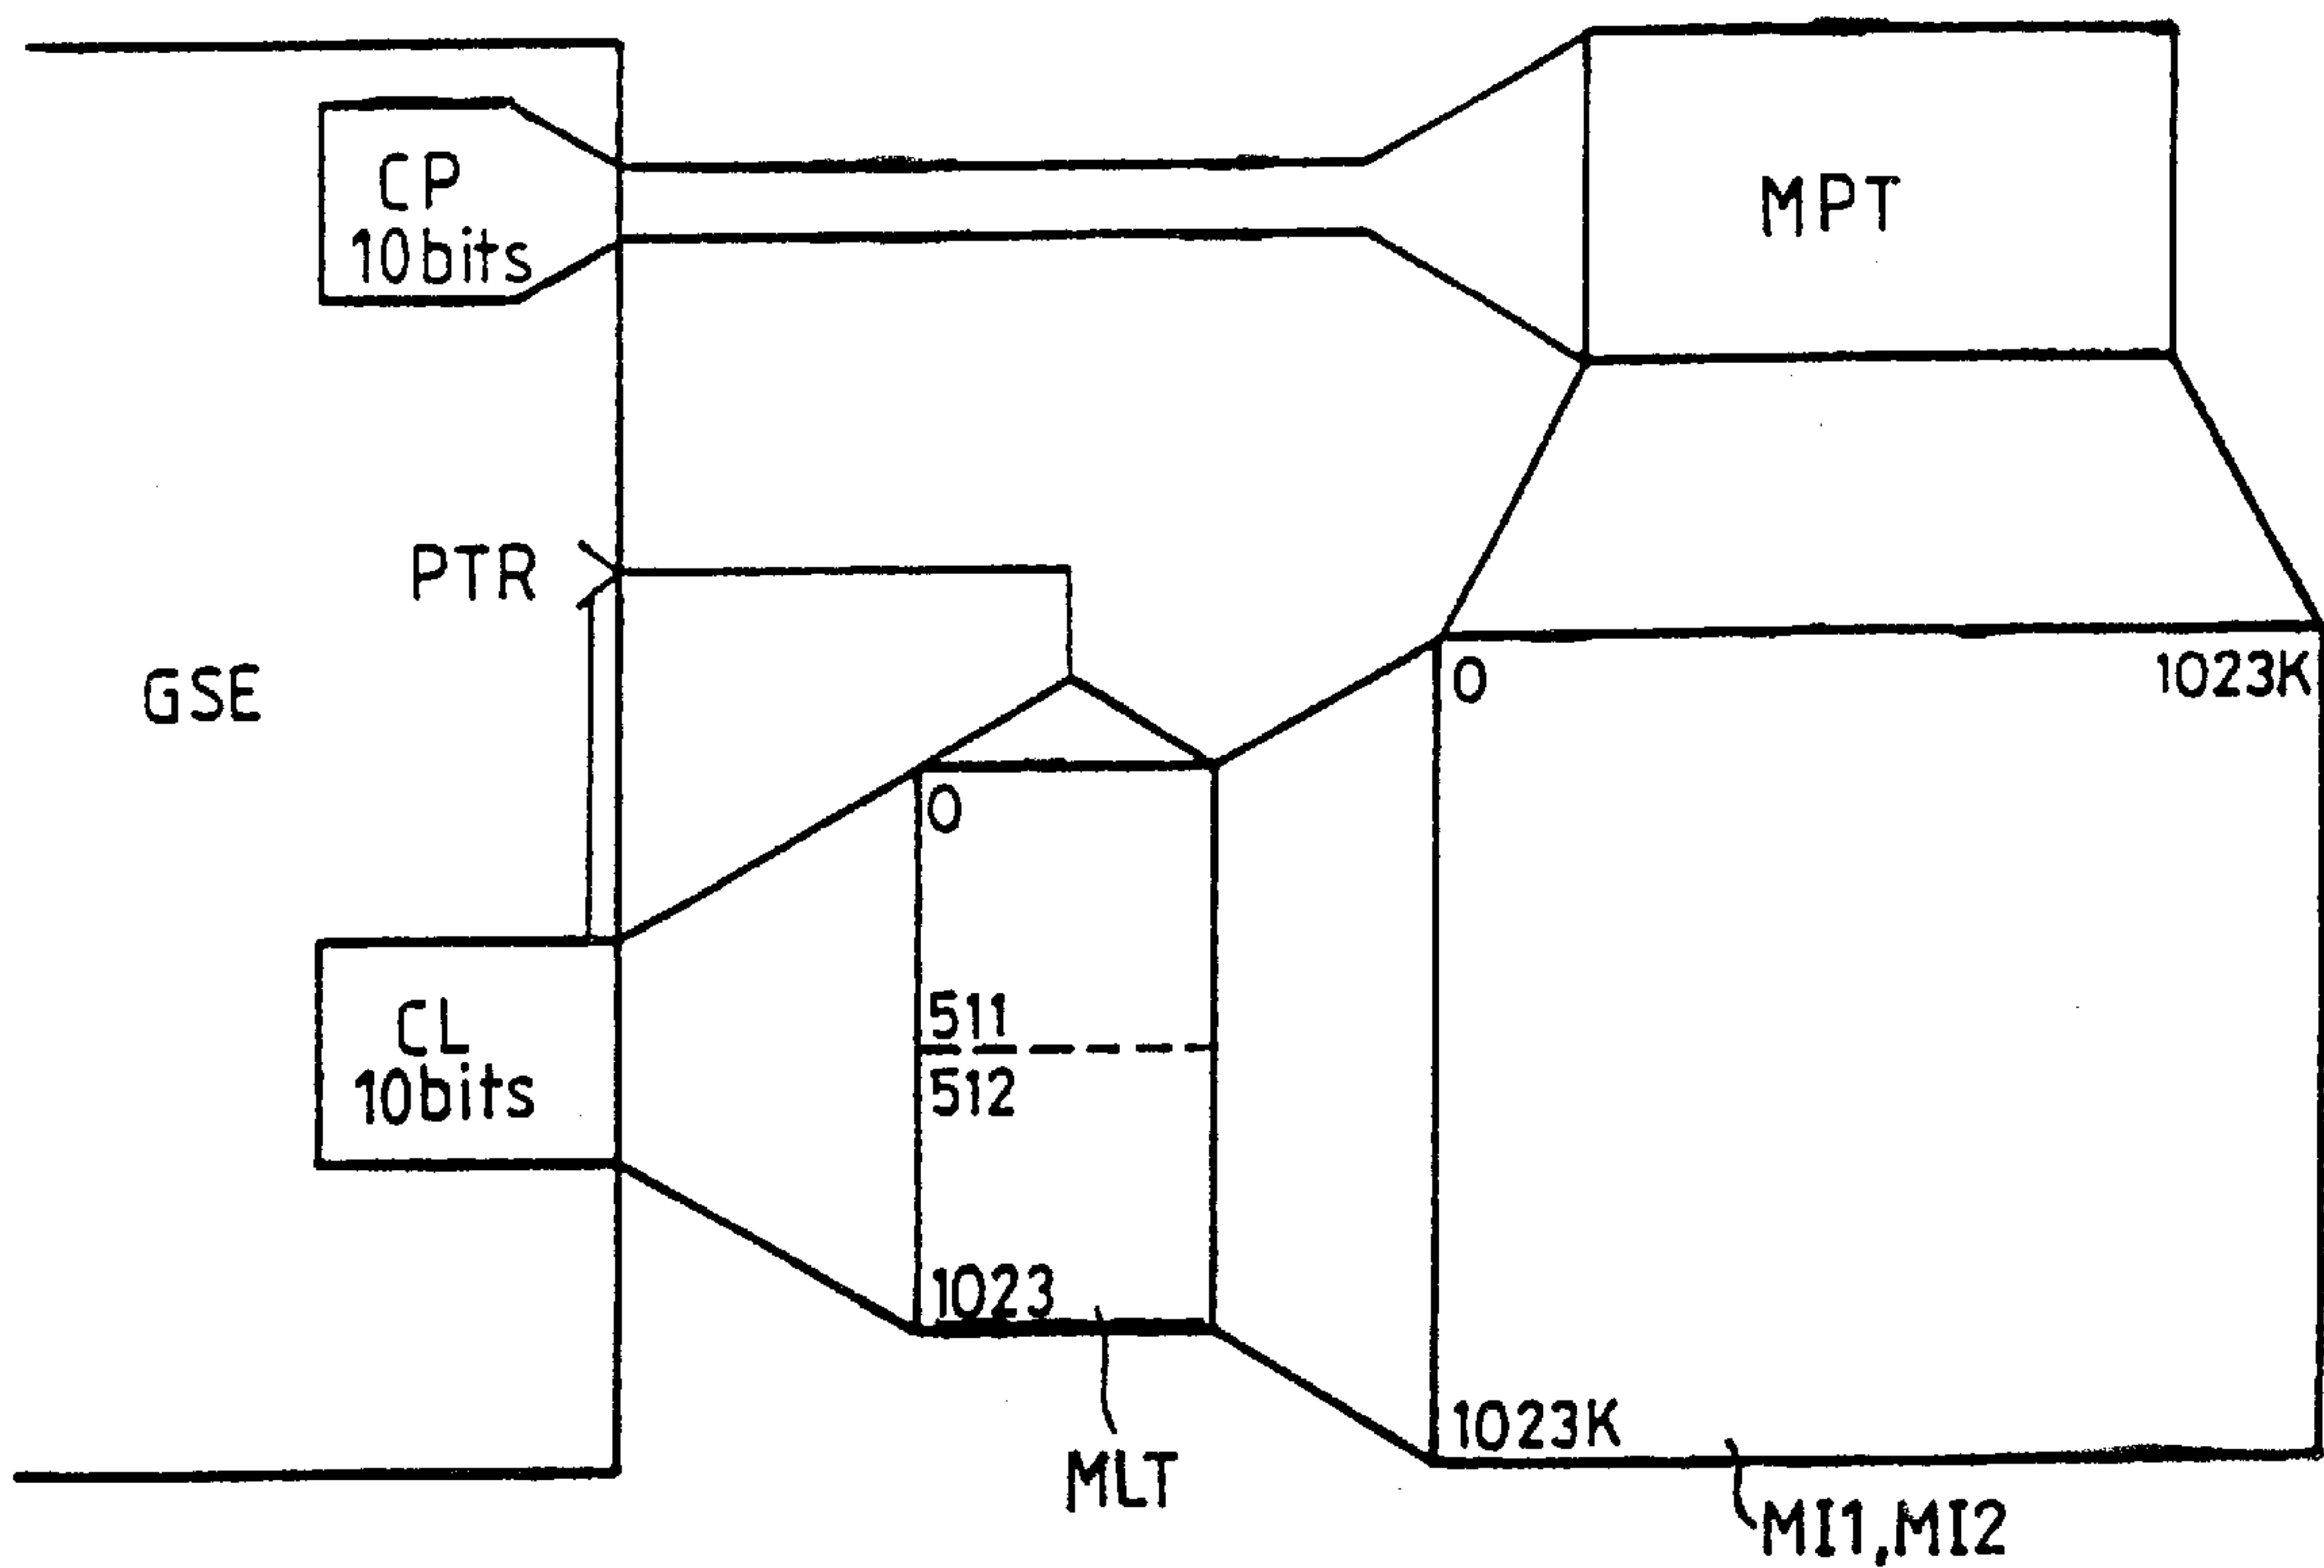 CP
10bits
MPT
PTR
GSE
0
1023K
0
511
512
CL
10bits
1023
1023K
MLT
MI1,MI2